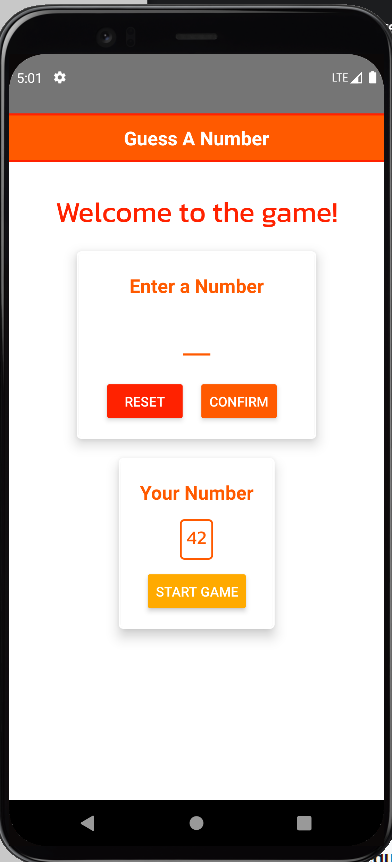 5:01 LTE
Guess A Number
Welcome to the game!
Enter a Number
RESET CONFIRM
Your Number
42
START GAME